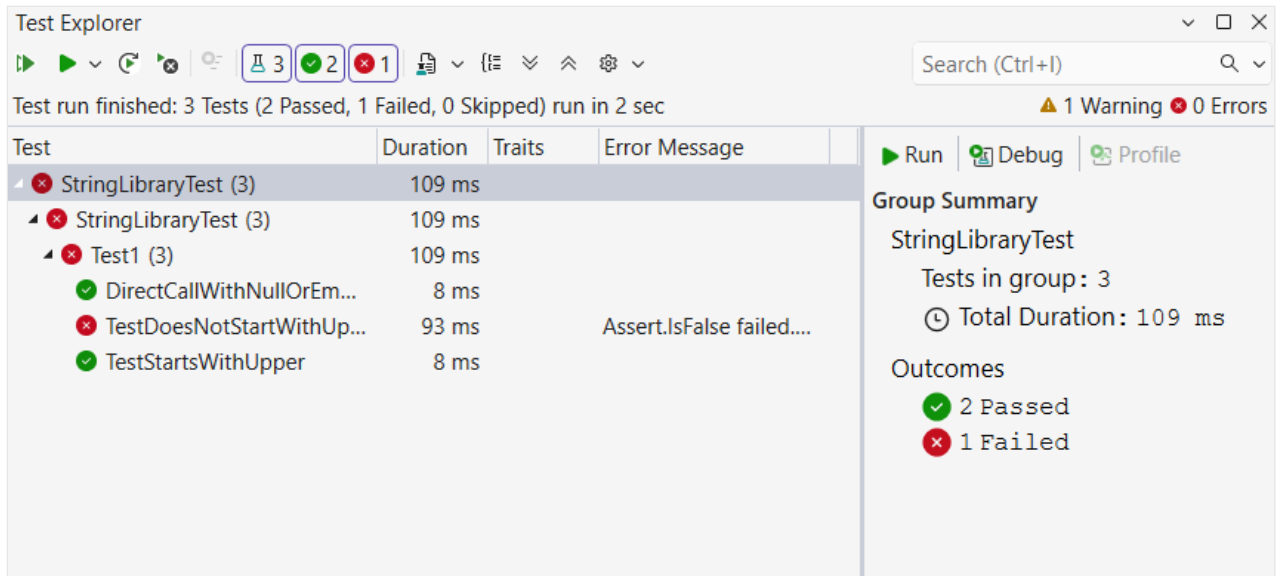 Test Explorer
3 2 1 Search (Ctrl+I)
Test run finished: 3 Tests (2 Passed, 1 Failed, 0 Skipped) run in 2 sec 1 Warning 0 Errors
Test Duration Traits Error Message
StringLibraryTest (3) 109 ms
StringLibraryTest (3) 109 ms
Test1 (3) 109 ms
DirectCallWithNullOrEm... 8 ms
TestDoesNotStartWithUp... 93 ms Assert.IsFalse failed....
TestStartsWithUpper 8 ms
Run Debug Profile
Group Summary
StringLibraryTest
Tests in group: 3
Total Duration: 109 ms
Outcomes
2 Passed
1 Failed